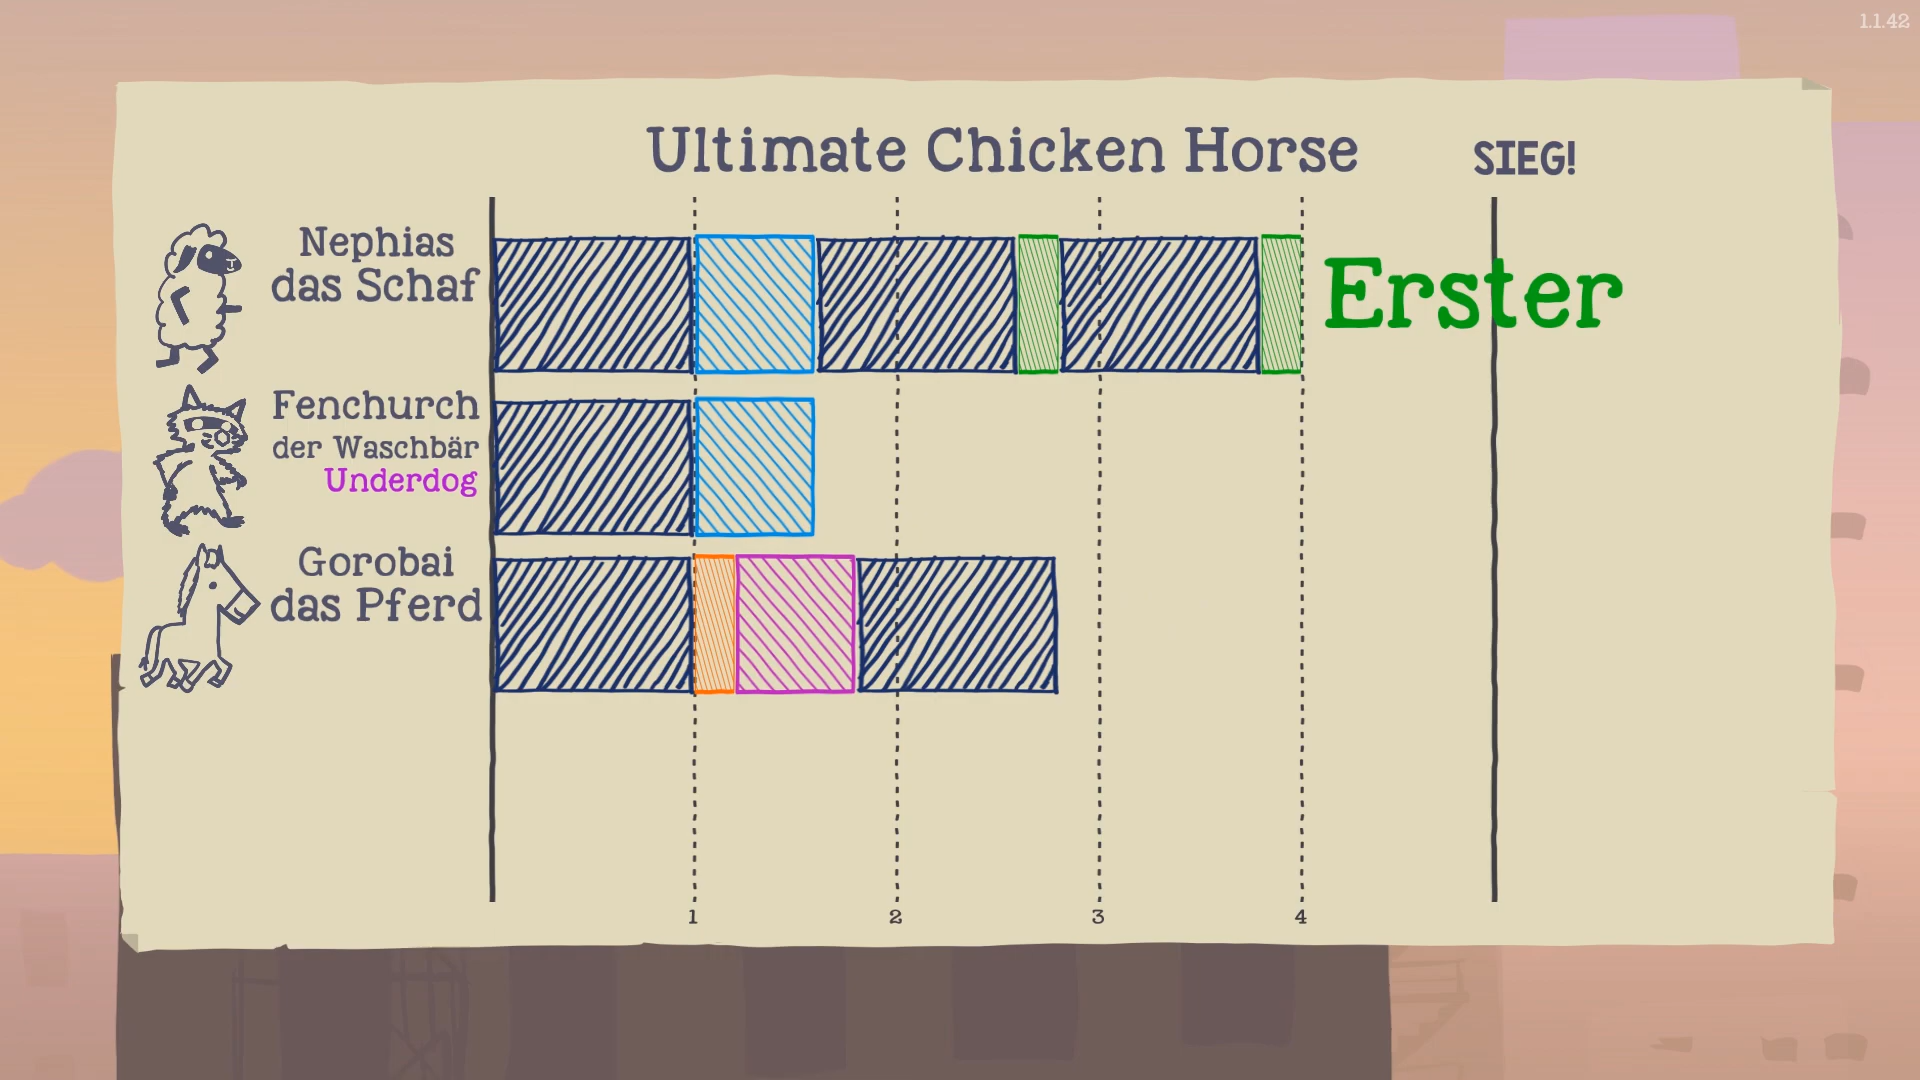 1.1.42
Ultimate Chicken Horse
SIEG!
Nephias
das Schaf
Erster
Fenchurch
der Waschbär
Underdog
Gorobai
das Pferd
1 2 3 4